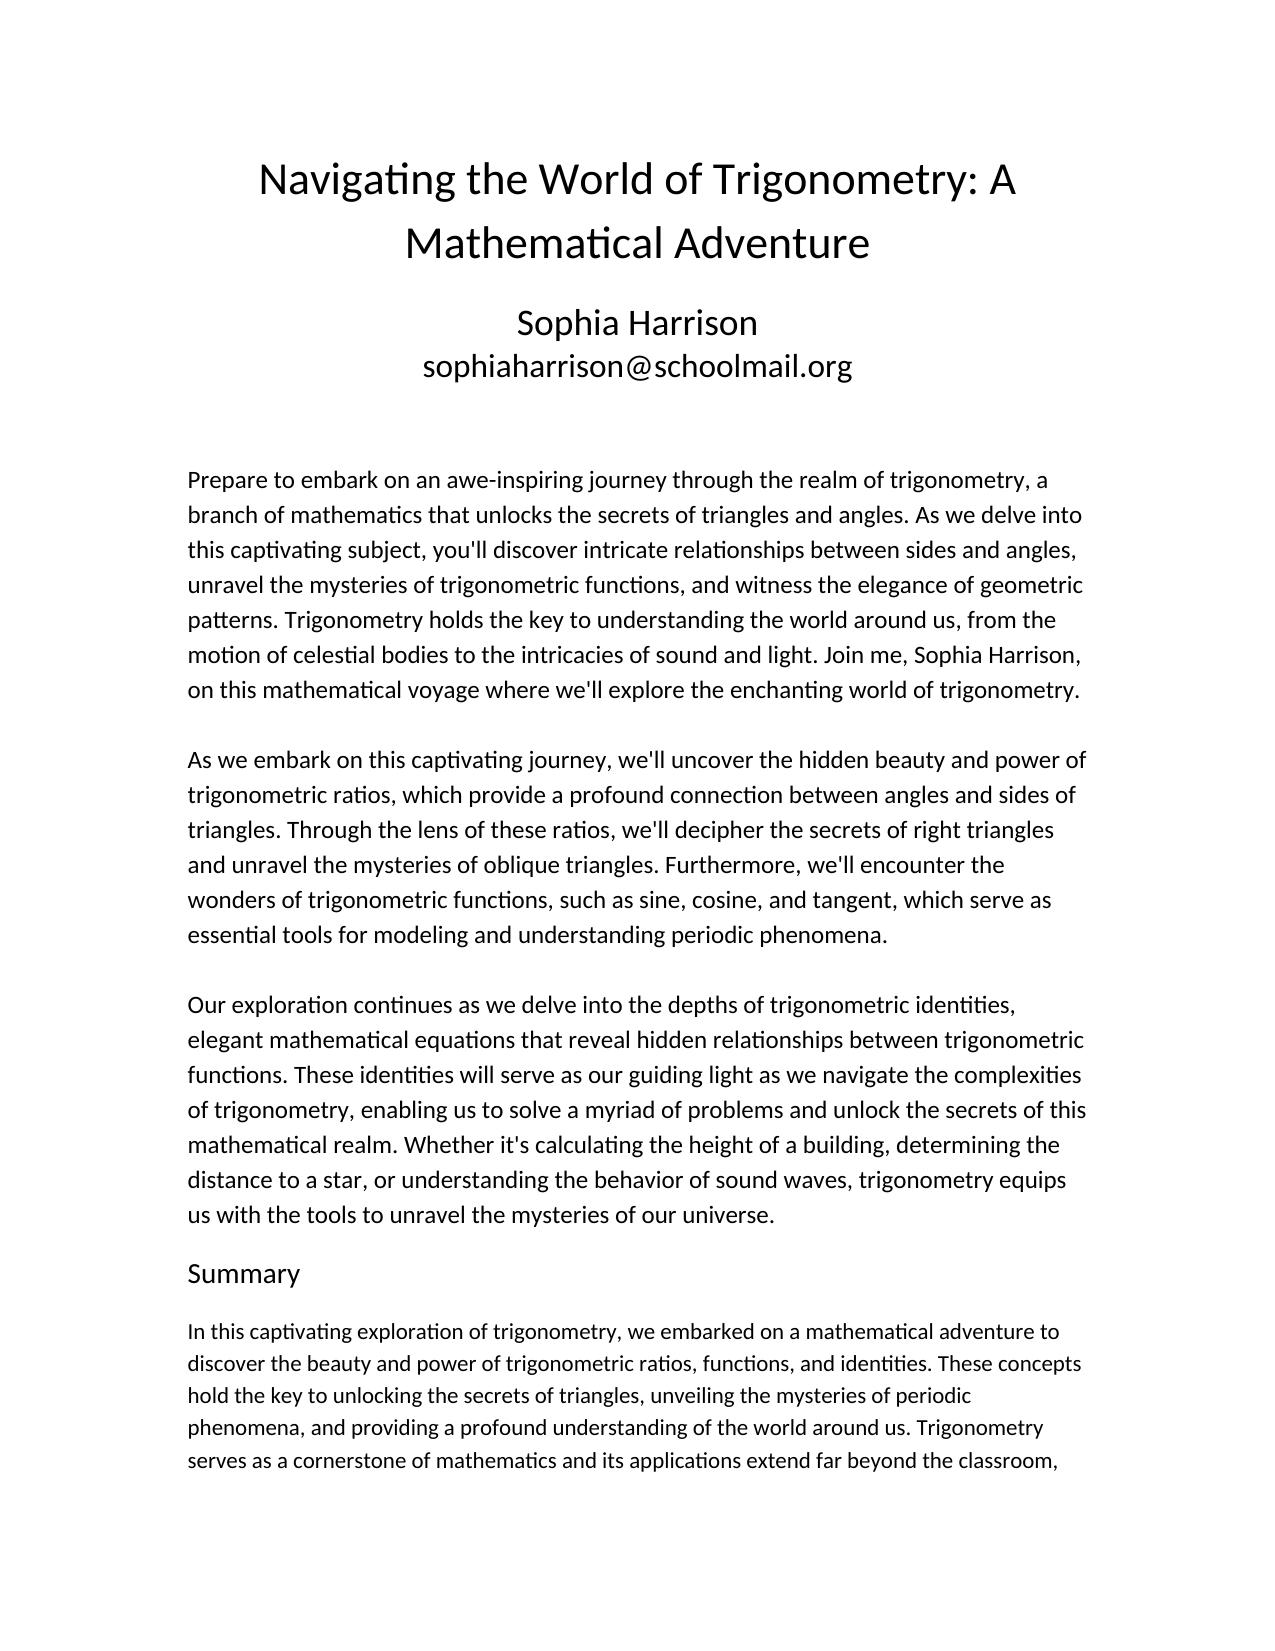 Navigating the World of Trigonometry: A
Mathematical Adventure
Sophia Harrison
sophiaharrison@schoolmail.org
Prepare to embark on an awe-inspiring journey through the realm of trigonometry, a
branch of mathematics that unlocks the secrets of triangles and angles. As we delve into
this captivating subject, you'll discover intricate relationships between sides and angles,
unravel the mysteries of trigonometric functions, and witness the elegance of geometric
patterns. Trigonometry holds the key to understanding the world around us, from the
motion of celestial bodies to the intricacies of sound and light. Join me, Sophia Harrison,
on this mathematical voyage where we'll explore the enchanting world of trigonometry.
As we embark on this captivating journey, we'll uncover the hidden beauty and power of
trigonometric ratios, which provide a profound connection between angles and sides of
triangles. Through the lens of these ratios, we'll decipher the secrets of right triangles
and unravel the mysteries of oblique triangles. Furthermore, we'll encounter the
wonders of trigonometric functions, such as sine, cosine, and tangent, which serve as
essential tools for modeling and understanding periodic phenomena.
Our exploration continues as we delve into the depths of trigonometric identities,
elegant mathematical equations that reveal hidden relationships between trigonometric
functions. These identities will serve as our guiding light as we navigate the complexities
of trigonometry, enabling us to solve a myriad of problems and unlock the secrets of this
mathematical realm. Whether it's calculating the height of a building, determining the
distance to a star, or understanding the behavior of sound waves, trigonometry equips
us with the tools to unravel the mysteries of our universe.
Summary
In this captivating exploration of trigonometry, we embarked on a mathematical adventure to
discover the beauty and power of trigonometric ratios, functions, and identities. These concepts
hold the key to unlocking the secrets of triangles, unveiling the mysteries of periodic
phenomena, and providing a profound understanding of the world around us. Trigonometry
serves as a cornerstone of mathematics and its applications extend far beyond the classroom,